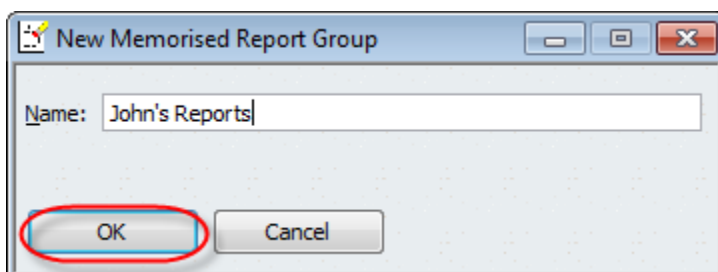 New Memorised Report Group
Name: John's Reports
OK Cancel